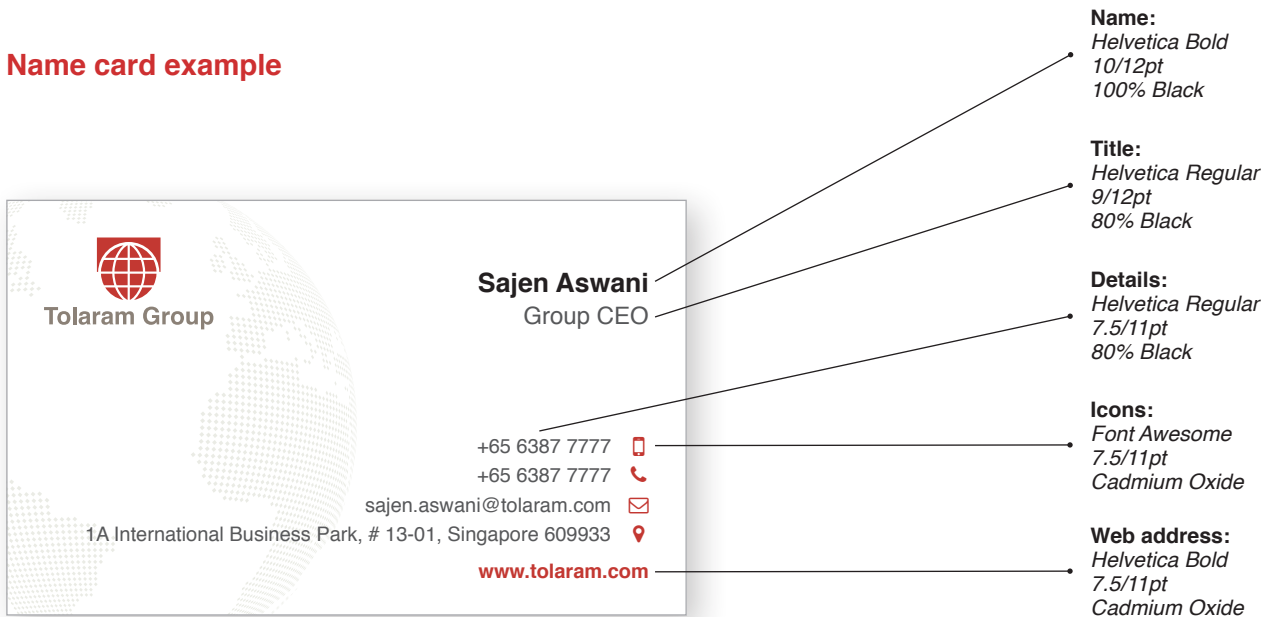 Name card example
Tolaram Group
Sajen Aswani
Group CEO
+65 6387 7777
+65 6387 7777
sajen.aswani@tolaram.com
1A International Business Park, # 13-01, Singapore 609933
www.tolaram.com
Name:
Helvetica Bold
10/12pt
100% Black
Title:
Helvetica Regular
9/12pt
80% Black
Details:
Helvetica Regular
7.5/11pt
80% Black
Icons:
Font Awesome
7.5/11pt
Cadmium Oxide
Web address:
Helvetica Bold
7.5/11pt
Cadmium Oxide